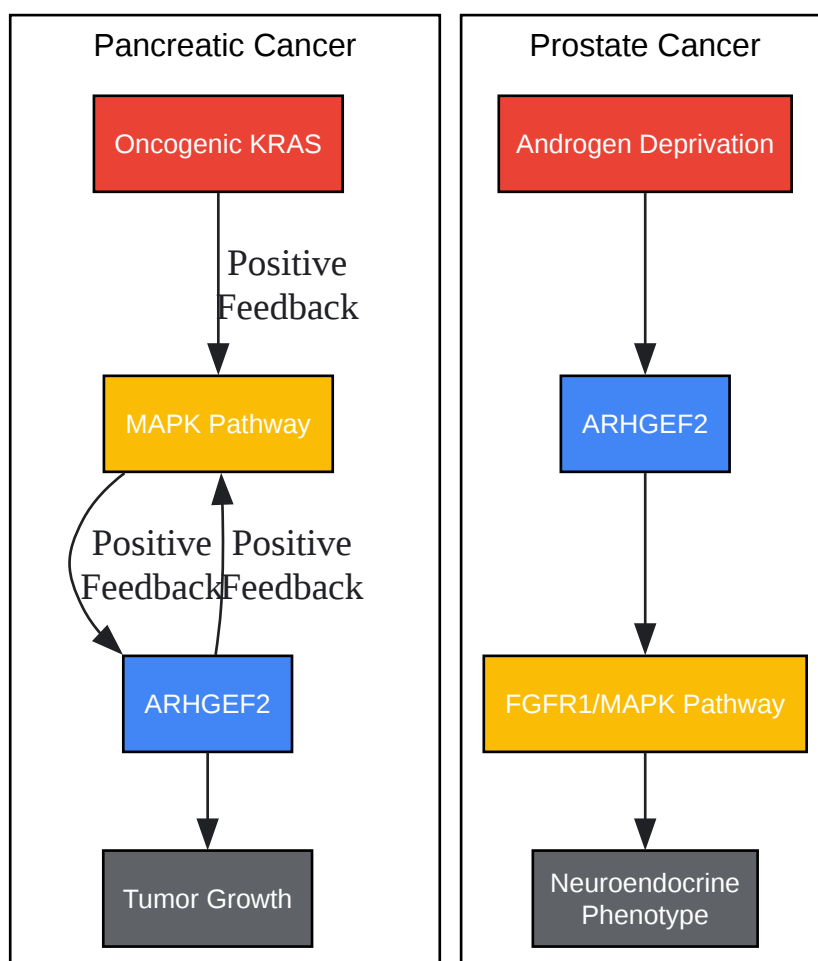 Pancreatic Cancer
Oncogenic KRAS
Positive
Feedback
MAPK Pathway
Positive
Feedback
Positive
Feedback
ARHGEF2
Tumor Growth
Prostate Cancer
Androgen Deprivation
ARHGEF2
FGFR1/MAPK Pathway
Neuroendocrine
Phenotype